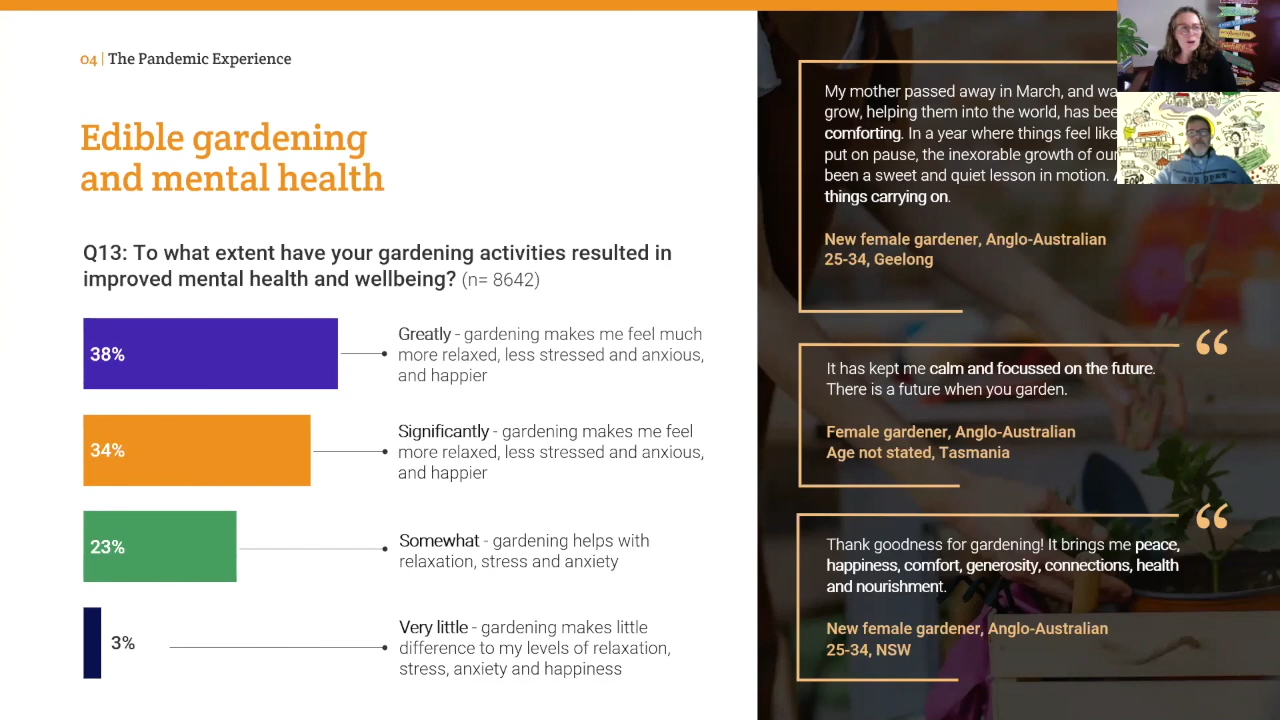 04 | The Pandemic Experience
Edible gardening
and mental health
Q13: To what extent have your gardening activities resulted in
improved mental health and wellbeing? (n= 8642)
38%
Greatly - gardening makes me feel much
more relaxed, less stressed and anxious,
and happier
34%
Significantly - gardening makes me feel
more relaxed, less stressed and anxious,
and happier
23%
Somewhat - gardening helps with
relaxation, stress and anxiety
3%
Very little - gardening makes little
difference to my levels of relaxation,
stress, anxiety and happiness
My mother passed away in March, and
grow, helping them into the world, has
comforting. In a year where things feel like
put on pause, the inexorable growth of
been a sweet and quiet lesson in motion.
things carrying on.
New female gardener, Anglo-Australian
25-34, Geelong
“
It has kept me calm and focussed on the future.
There is a future when you garden.
Female gardener, Anglo-Australian
Age not stated, Tasmania
“
Thank goodness for gardening! It brings me peace,
happiness, comfort, generosity, connections, health
and nourishment.
New female gardener, Anglo-Australian
25-34, NSW